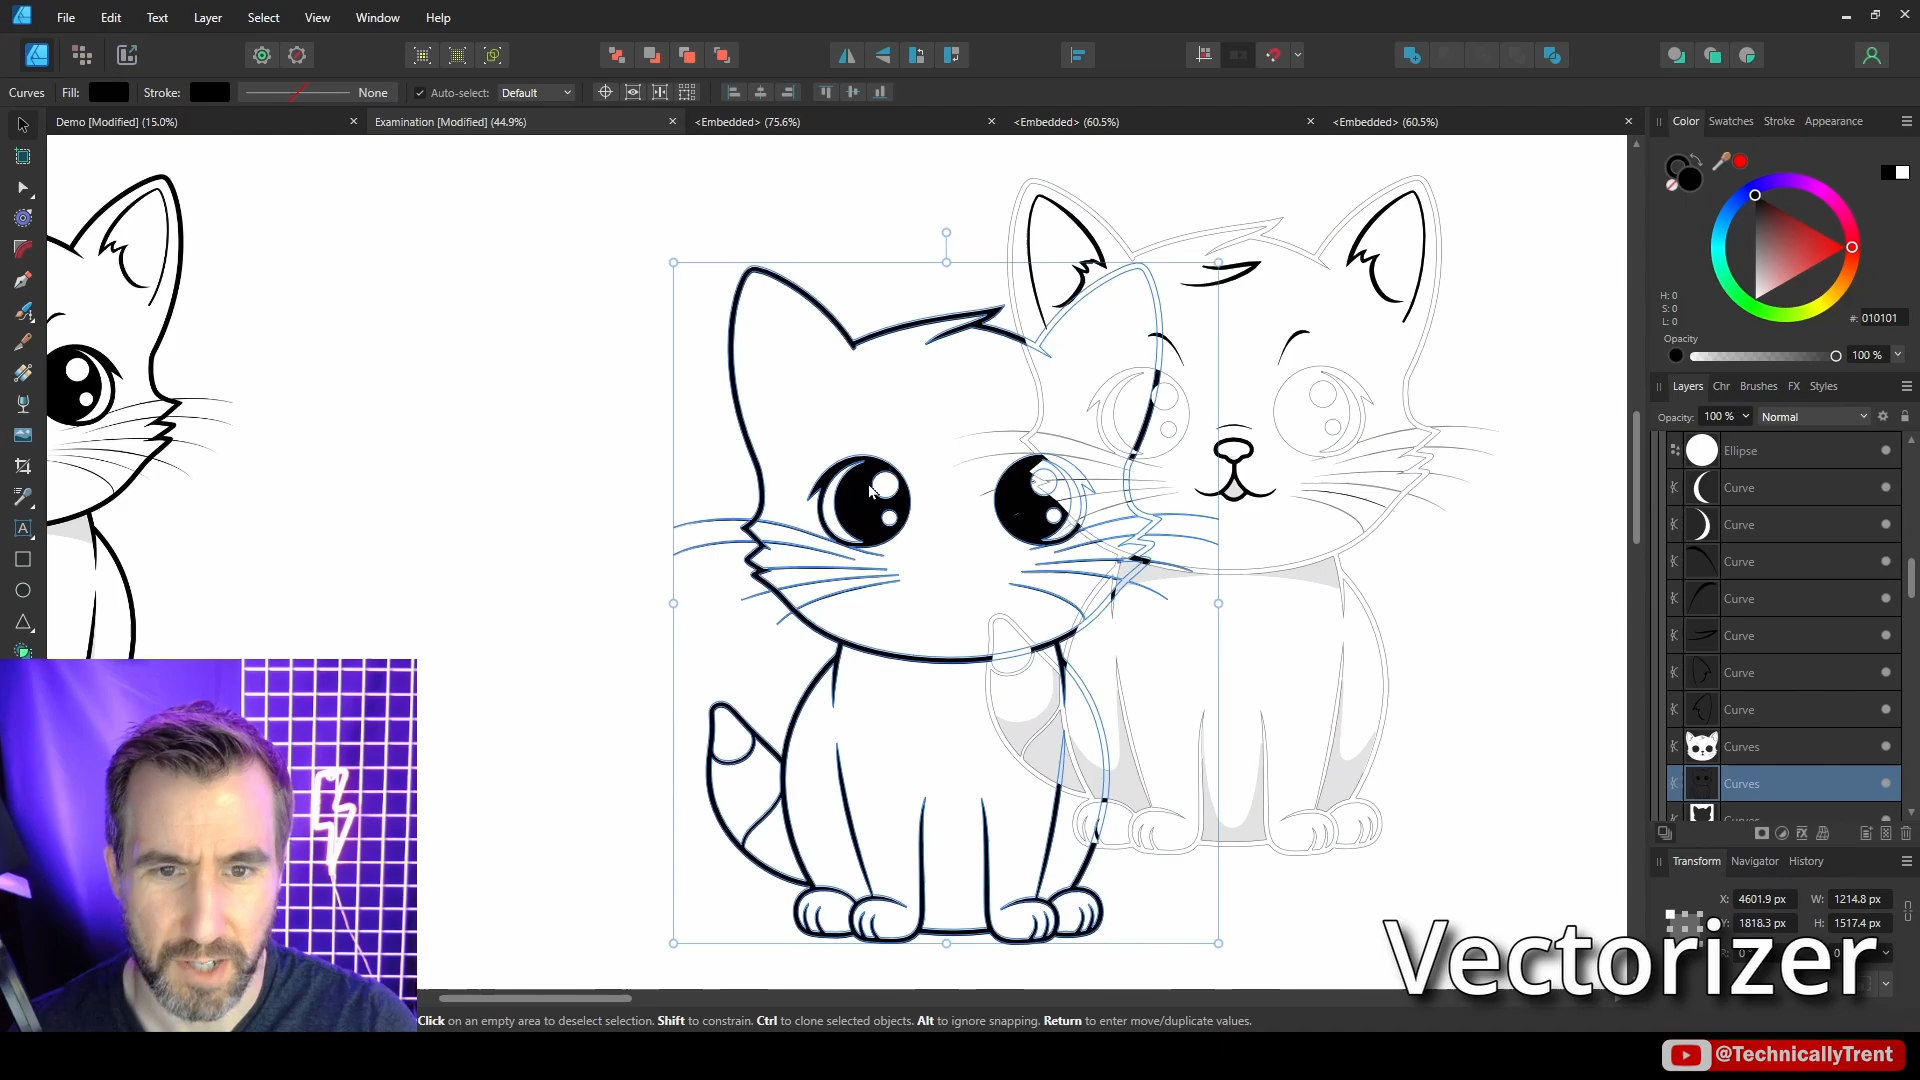 File Edit Text Layer Select View Window Help
Curves Fill: Stroke: None Auto-select: Default
Demo [Modified] (15.0%) Examination [Modified] (44.9%) <Embedded> (75.6%) <Embedded> (60.5%) <Embedded> (60.5%)
Color Swatches Stroke Appearance
H: 0
S: 0
L: 0
#: 010101
Opacity
100 %
Layers Chr Brushes FX Styles
Opacity: 100 % Normal
Ellipse
Curve
Curve
Curve
Curve
Curve
Curve
Curve
Curves
Curves
Transform Navigator History
X: 4601.9 px W: 1214.8 px
Y: 1818.3 px H: 1517.4 px
Vectorizer
Click on an empty area to deselect selection. Shift to constrain. Ctrl to clone selected objects. Alt to ignore snapping. Return to enter move/duplicate values.
@TechnicallyTrent